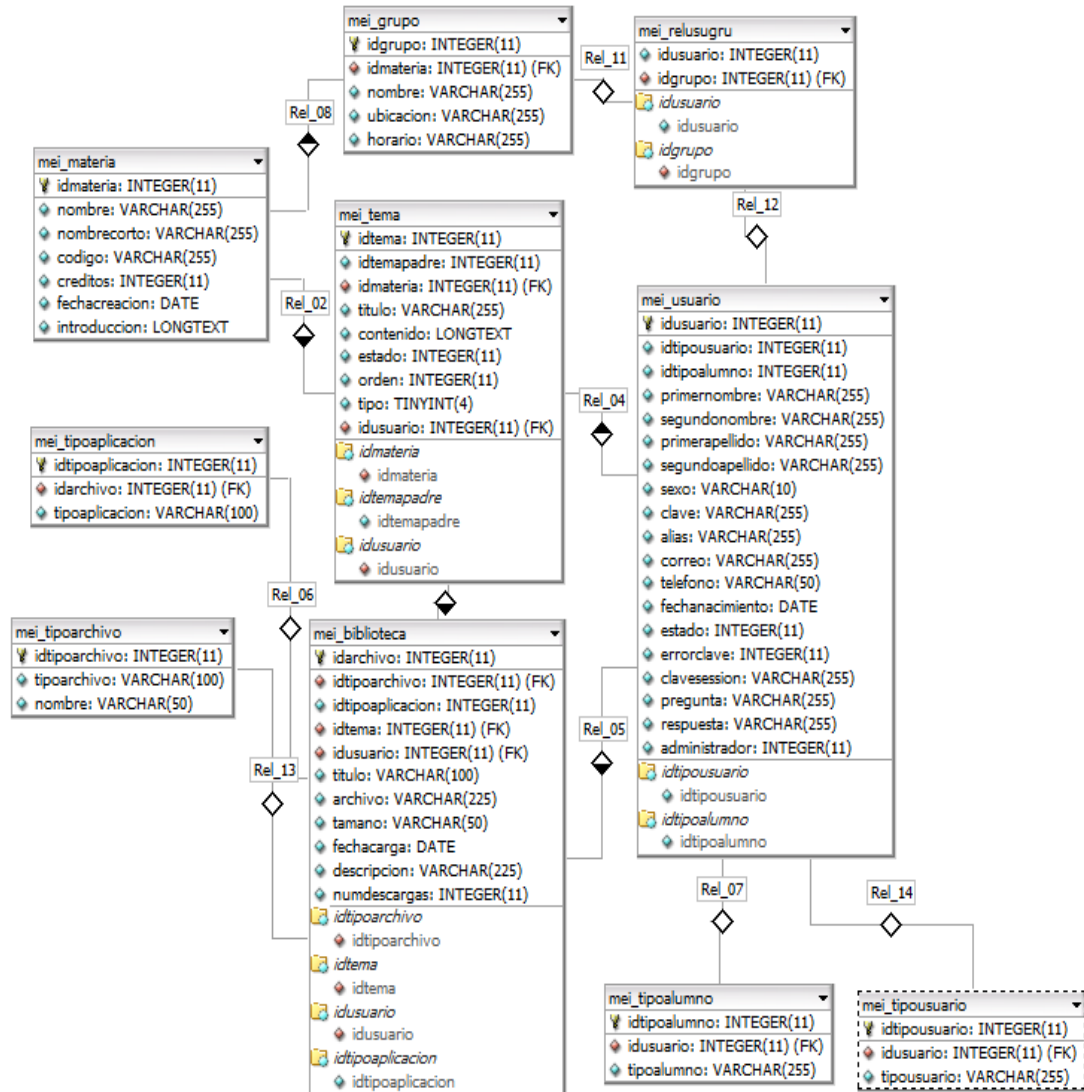 mei_grupo
idgrupo: INTEGER(11)
idmateria: INTEGER(11) (FK)
nombre: VARCHAR(255)
ubicacion: VARCHAR(255)
horario: VARCHAR(255)
Rel_11
mei_relusugru
idusuario: INTEGER(11)
idgrupo: INTEGER(11) (FK)
idusuario
idusuario
idgrupo
idgrupo
Rel_08
mei_materia
idmateria: INTEGER(11)
nombre: VARCHAR(255)
nombrecorto: VARCHAR(255)
codigo: VARCHAR(255)
creditos: INTEGER(11)
fechacreacion: DATE
introduccion: LONGTEXT
Rel_02
mei_tema
idtema: INTEGER(11)
idtemapadre: INTEGER(11)
idmateria: INTEGER(11) (FK)
titulo: VARCHAR(255)
contenido: LONGTEXT
estado: INTEGER(11)
orden: INTEGER(11)
tipo: TINYINT(4)
idusuario: INTEGER(11) (FK)
idmateria
idmateria
idtemapadre
idtemapadre
idusuario
idusuario
Rel_12
Rel_04
mei_usuario
idusuario: INTEGER(11)
idtipousuario: INTEGER(11)
idtipoalumno: INTEGER(11)
primernombre: VARCHAR(255)
segundonombre: VARCHAR(255)
primerapellido: VARCHAR(255)
segundoapellido: VARCHAR(255)
sexo: VARCHAR(10)
clave: VARCHAR(255)
alias: VARCHAR(255)
correo: VARCHAR(255)
telefono: VARCHAR(50)
fechanacimiento: DATE
estado: INTEGER(11)
errorclave: INTEGER(11)
clavesession: VARCHAR(255)
pregunta: VARCHAR(255)
respuesta: VARCHAR(255)
administrador: INTEGER(11)
idtipousuario
idtipousuario
idtipoalumno
idtipoalumno
mei_tipoaplicacion
idtipoaplicacion: INTEGER(11)
idarchivo: INTEGER(11) (FK)
tipoaplicacion: VARCHAR(100)
Rel_06
mei_tipoarchivo
idtipoarchivo: INTEGER(11)
tipoarchivo: VARCHAR(100)
nombre: VARCHAR(50)
Rel_13
mei_biblioteca
idarchivo: INTEGER(11)
idtipoarchivo: INTEGER(11) (FK)
idtipoaplicacion: INTEGER(11)
idtema: INTEGER(11) (FK)
idusuario: INTEGER(11) (FK)
titulo: VARCHAR(100)
archivo: VARCHAR(225)
tamano: VARCHAR(50)
fechacarga: DATE
descripcion: VARCHAR(225)
numdescargas: INTEGER(11)
idtipoarchivo
idtipoarchivo
idtema
idtema
idusuario
idusuario
idtipoaplicacion
idtipoaplicacion
Rel_05
Rel_07
Rel_14
mei_tipoalumno
idtipoalumno: INTEGER(11)
idusuario: INTEGER(11) (FK)
tipoalumno: VARCHAR(255)
mei_tipousuario
idtipousuario: INTEGER(11)
idusuario: INTEGER(11) (FK)
tipousuario: VARCHAR(255)